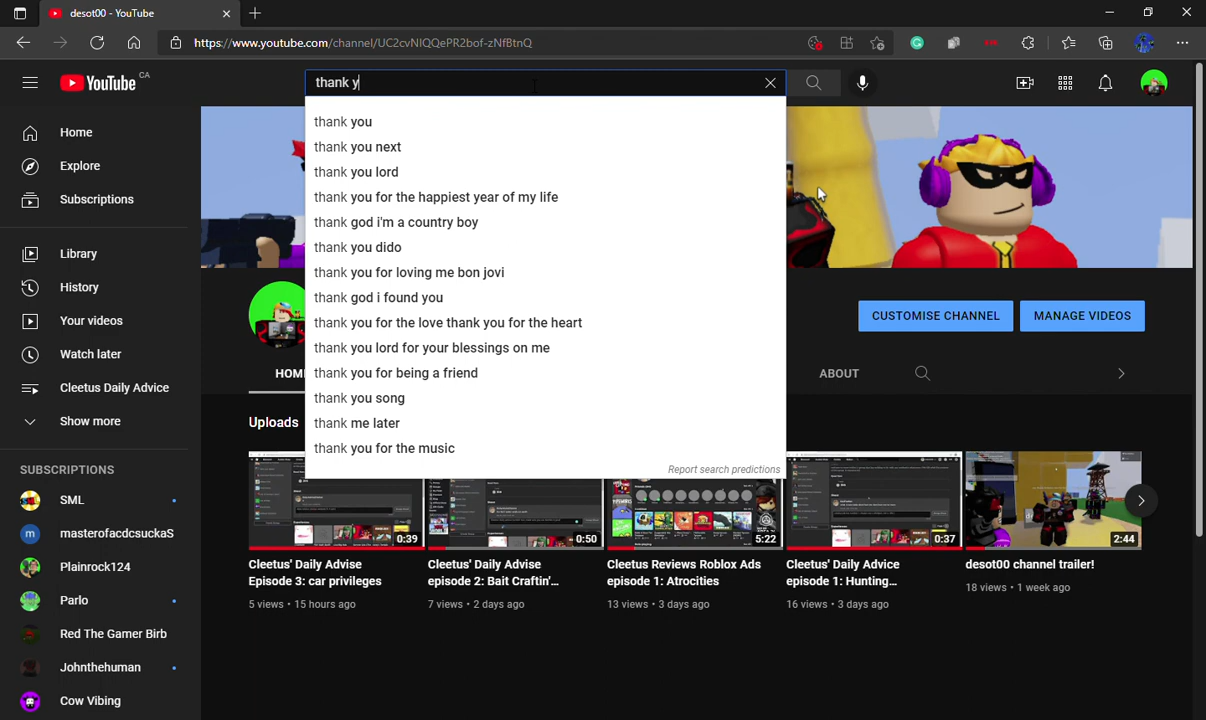 desot00 - YouTube
https://www.youtube.com/channel/UC2cvNIQQePR2bof-zNfBtnQ
YouTube CA
thank y
Home
Explore
Subscriptions
Library
History
Your videos
Watch later
Cleetus Daily Advice
Show more
SUBSCRIPTIONS
SML
masterofacdcsuckaS
Plainrock124
Parlo
Red The Gamer Birb
Johnthehuman
Cow Vibing
thank you
thank you next
thank you lord
thank you for the happiest year of my life
thank god i'm a country boy
thank you dido
thank you for loving me bon jovi
thank god i found you
thank you for the love thank you for the heart
thank you lord for your blessings on me
thank you for being a friend
thank you song
thank me later
thank you for the music
Report search predictions
CUSTOMISE CHANNEL
MANAGE VIDEOS
HOM
ABOUT
Uploads
0:39
0:50
5:22
0:37
2:44
Cleetus' Daily Advise
Episode 3: car privileges
5 views • 15 hours ago
Cleetus' Daily Advise
episode 2: Bait Craftin'...
7 views • 2 days ago
Cleetus Reviews Roblox Ads
episode 1: Atrocities
13 views • 3 days ago
Cleetus' Daily Advice
episode 1: Hunting...
16 views • 3 days ago
desot00 channel trailer!
18 views • 1 week ago